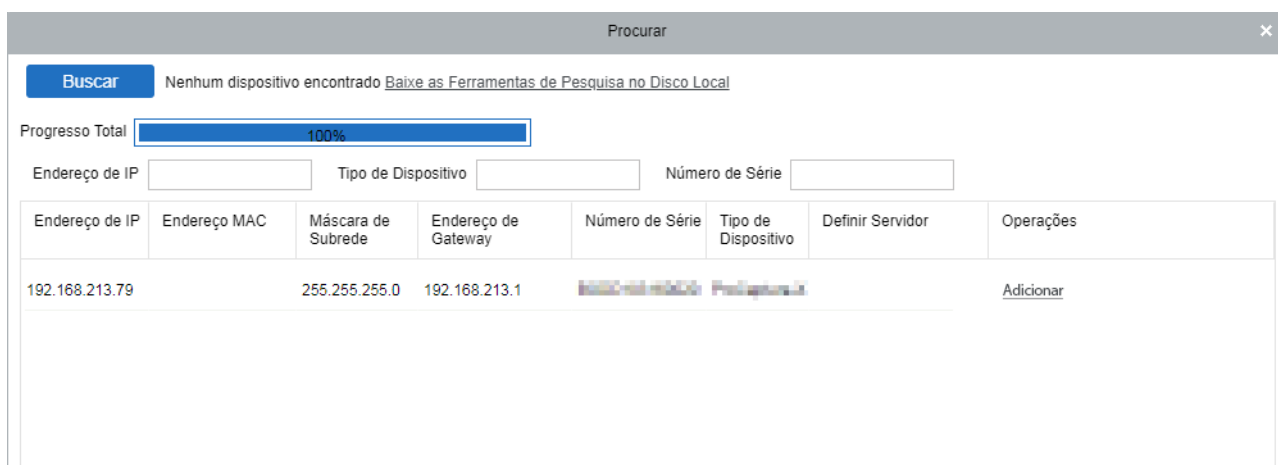 Procurar
Buscar Nenhum dispositivo encontrado Baixe as Ferramentas de Pesquisa no Disco Local
Progresso Total 100%
Endereço de IP Tipo de Dispositivo Número de Série
Endereço de IP Endereço MAC Máscara de Subrede Endereço de Gateway Número de Série Tipo de Dispositivo Definir Servidor Operações
192.168.213.79 255.255.255.0 192.168.213.1 Adicionar